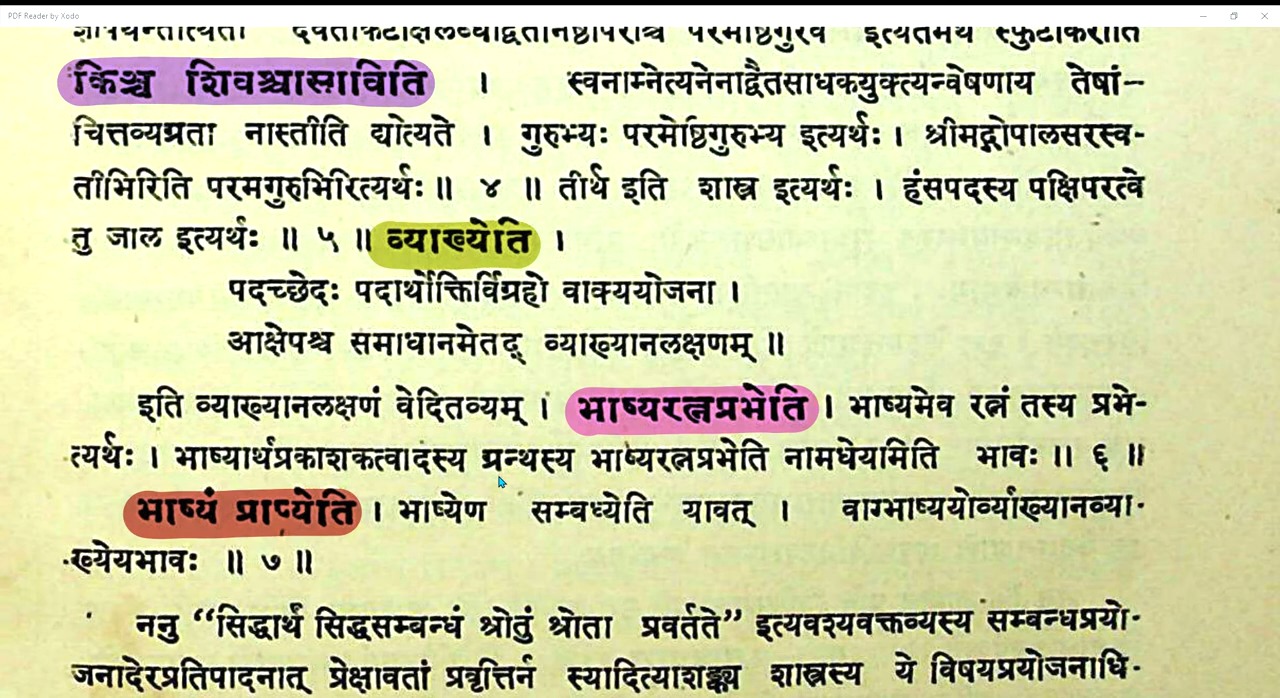 PDF Reader by Xodo
किञ्च शिवश्चासाविति । स्वनाम्नेत्यनेनाद्वैतसाधकयुक्त्यन्वेषणाय तेषां–
चित्तव्यग्रता नास्तीति द्योत्यते । गुरुभ्यः परमेष्ठिगुरुभ्य इत्यर्थः । श्रीमद्गोपालसरस्व-
तीभिरिति परमगुरुभिरित्यर्थः ॥ ४ ॥ तीर्थ इति शास्त्र इत्यर्थः । हंसपदस्य पक्षिपरत्वे
तु जाल इत्यर्थः ॥ ५ ॥ व्याख्येति ।
पदच्छेदः पदार्थोक्तिर्विग्रहो वाक्ययोजना ।
आक्षेपश्च समाधानमेतद् व्याख्यानलक्षणम् ॥
इति व्याख्यानलक्षणं वेदितव्यम् । भाष्यरत्नप्रभेति । भाष्यमेव रत्नं तस्य प्रभे-
त्यर्थः । भाष्यार्थप्रकाशकत्वादस्य ग्रन्थस्य भाष्यरत्नप्रभेति नामधेयमिति भावः ॥ ६ ॥
भाष्यं प्राप्येति । भाष्येण सम्बध्येति यावत् । वाग्भाष्ययोर्व्याख्यानव्या-
ख्येयभावः ॥ ७ ॥
ननु “सिद्धार्थं सिद्धसम्बन्धं श्रोतुं श्रोता प्रवर्तते” इत्यवश्यवक्तव्यस्य सम्बन्धप्रयो-
जनादेरप्रतिपादनात् प्रेक्षावतां प्रवृत्तिर्न स्यादित्याशङ्क्य शास्त्रस्य ये विषयप्रयोजनाधि-